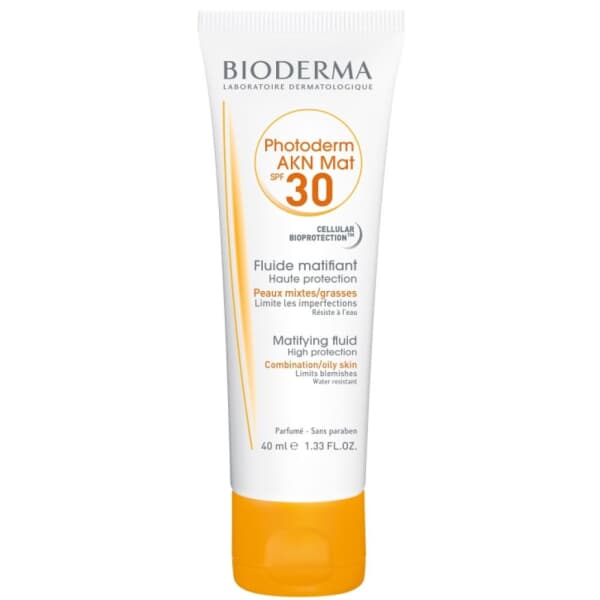 BIODERMA
LABORATOIRE DERMATOLOGIQUE
Photoderm
AKN Mat
SPF 30
CELLULAR
BIOPROTECTION™
Fluide matifiant
Haute protection
Peaux mixtes/grasses
Limite les imperfections
Résiste à l'eau
Matifying fluid
High protection
Combination/oily skin
Limits blemishes
Water resistant
Parfumé - Sans paraben
40 ml ℮ 1.33 FL.OZ.